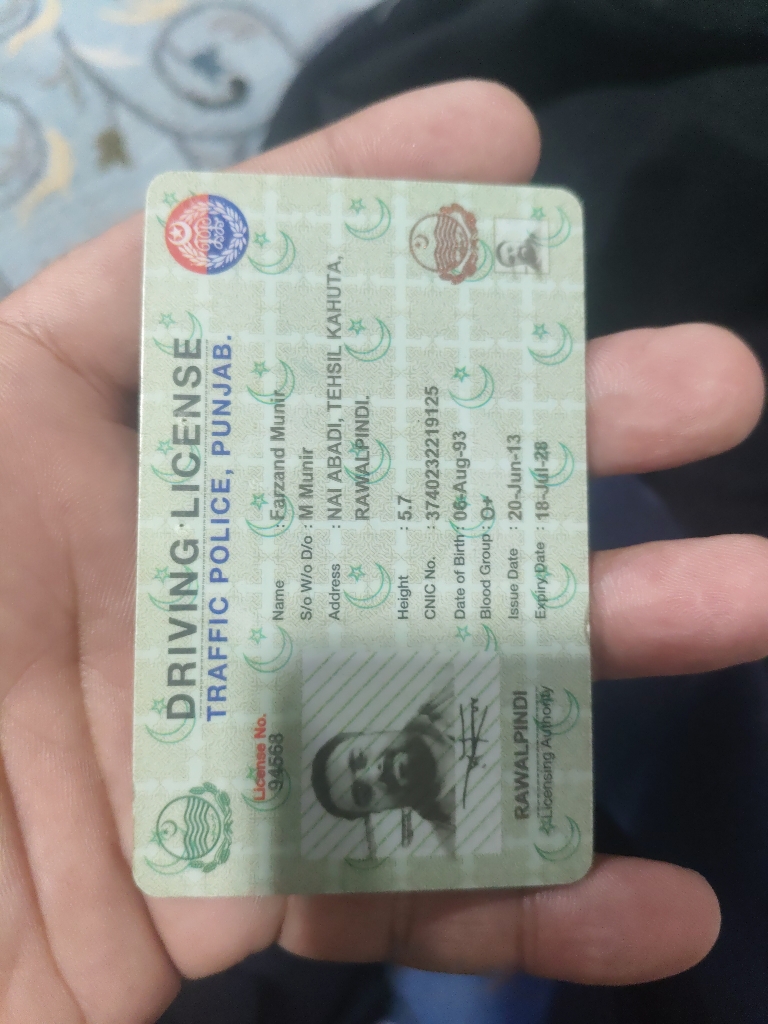 DRIVING LICENSE
TRAFFIC POLICE, PUNJAB.
License No.
94568
Name : Farzand Munir
S/o W/o D/o : M Munir
Address : NAI ABADI, TEHSIL KAHUTA,
RAWALPINDI.
Height : 5.7
CNIC No. : 3740232219125
Date of Birth : 06-Aug-93
Blood Group : O+
Issue Date : 20-Jun-13
Expiry Date : 18-Jul-28
RAWALPINDI
Licensing Authority